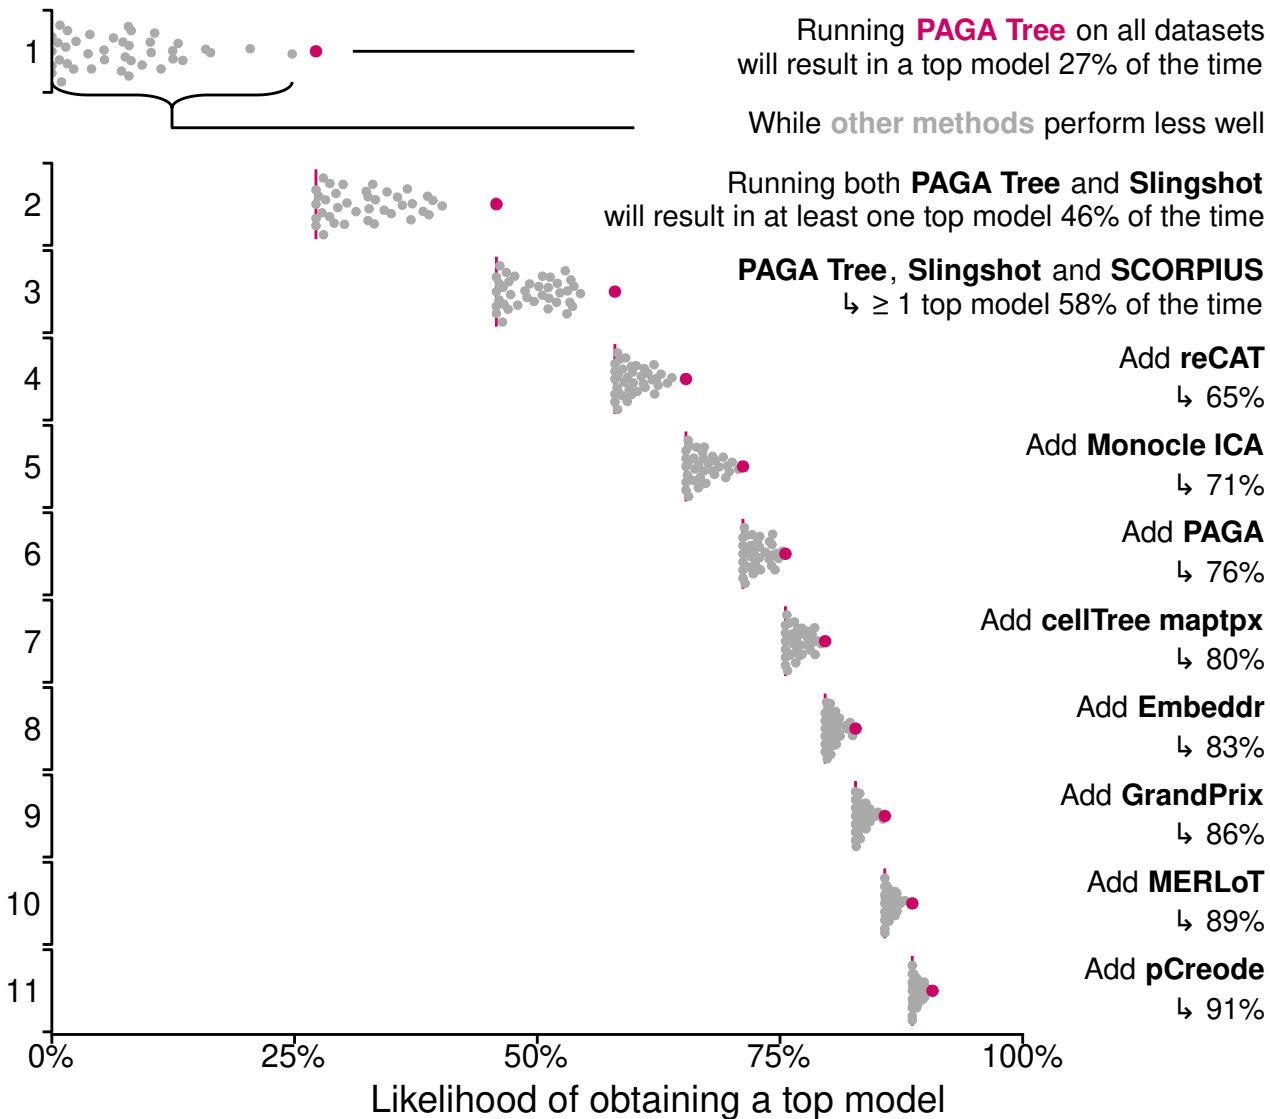 1
Running PAGA Tree on all datasets
will result in a top model 27% of the time
While other methods perform less well
2
Running both PAGA Tree and Slingshot
will result in at least one top model 46% of the time
3
PAGA Tree, Slingshot and SCORPIUS
↳ ≥ 1 top model 58% of the time
4
Add reCAT
↳ 65%
5
Add Monocle ICA
↳ 71%
6
Add PAGA
↳ 76%
7
Add cellTree maptpx
↳ 80%
8
Add Embeddr
↳ 83%
9
Add GrandPrix
↳ 86%
10
Add MERLoT
↳ 89%
11
Add pCreode
↳ 91%
0% 25% 50% 75% 100%
Likelihood of obtaining a top model